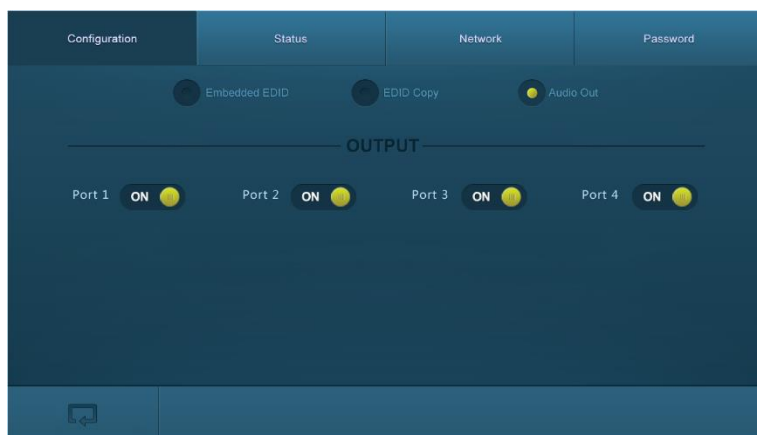 Configuration Status Network Password
Embedded EDID EDID Copy Audio Out
OUTPUT
Port 1 ON Port 2 ON Port 3 ON Port 4 ON